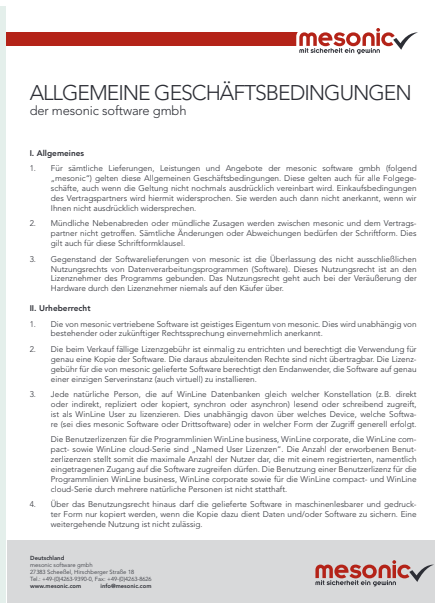 mesonic
mit sicherheit ein gewinn
ALLGEMEINE GESCHÄFTSBEDINGUNGEN
der mesonic software gmbh
I. Allgemeines
1. Für sämtliche Lieferungen, Leistungen und Angebote der mesonic software gmbh (folgend
„mesonic“) gelten diese Allgemeinen Geschäftsbedingungen. Diese gelten auch für alle Folgege-
schäfte, auch wenn die Geltung nicht nochmals ausdrücklich vereinbart wird. Einkaufsbedingungen
des Vertragspartners wird hiermit widersprochen. Sie werden auch dann nicht anerkannt, wenn wir
Ihnen nicht ausdrücklich widersprechen.
2. Mündliche Nebenabreden oder mündliche Zusagen werden zwischen mesonic und dem Vertrags-
partner nicht getroffen. Sämtliche Änderungen oder Abweichungen bedürfen der Schriftform. Dies
gilt auch für diese Schriftformklausel.
3. Gegenstand der Softwarelieferungen von mesonic ist die Überlassung des nicht ausschließlichen
Nutzungsrechts von Datenverarbeitungsprogrammen (Software). Dieses Nutzungsrecht ist an den
Lizenznehmer des Programms gebunden. Das Nutzungsrecht geht auch bei der Veräußerung der
Hardware durch den Lizenznehmer niemals auf den Käufer über.
II. Urheberrecht
1. Die von mesonic vertriebene Software ist geistiges Eigentum von mesonic. Dies wird unabhängig von
bestehender oder zukünftiger Rechtssprechung einvernehmlich anerkannt.
2. Die beim Verkauf fällige Lizenzgebühr ist einmalig zu entrichten und berechtigt die Verwendung für
genau eine Kopie der Software. Die daraus abzuleitenden Rechte sind nicht übertragbar. Die Lizenz-
gebühr für die von mesonic gelieferte Software berechtigt den Endanwender, die Software auf genau
einer einzigen Serverinstanz (auch virtuell) zu installieren.
3. Jede natürliche Person, die auf WinLine Datenbanken gleich welcher Konstellation (z.B. direkt
oder indirekt, repliziert oder kopiert, synchron oder asynchron) lesend oder schreibend zugreift,
ist als WinLine User zu lizenzieren. Dies unabhängig davon über welches Device, welche Softwa-
re (sei dies mesonic Software oder Drittsoftware) oder in welcher Form der Zugriff generell erfolgt.
Die Benutzerlizenzen für die Programmlinien WinLine business, WinLine corporate, die WinLine com-
pact- sowie WinLine cloud-Serie sind „Named User Lizenzen“. Die Anzahl der erworbenen Benut-
zerlizenzen stellt somit die maximale Anzahl der Nutzer dar, die mit einem registrierten, namentlich
eingetragenen Zugang auf die Software zugreifen dürfen. Die Benutzung einer Benutzerlizenz für die
Programmlinien WinLine business, WinLine corporate sowie für die WinLine compact- und WinLine
cloud-Serie durch mehrere natürliche Personen ist nicht statthaft.
4. Über das Benutzungsrecht hinaus darf die gelieferte Software in maschinenlesbarer und gedruck-
ter Form nur kopiert werden, wenn die Kopie dazu dient Daten und/oder Software zu sichern. Eine
weitergehende Nutzung ist nicht zulässig.
Deutschland
mesonic software gmbh
27383 Scheeßel, Hirschberger Straße 18
Tel.: +49-(0)4263-9390-0, Fax: +49-(0)4263-8626
www.mesonic.com info@mesonic.com
mesonic
mit sicherheit ein gewinn